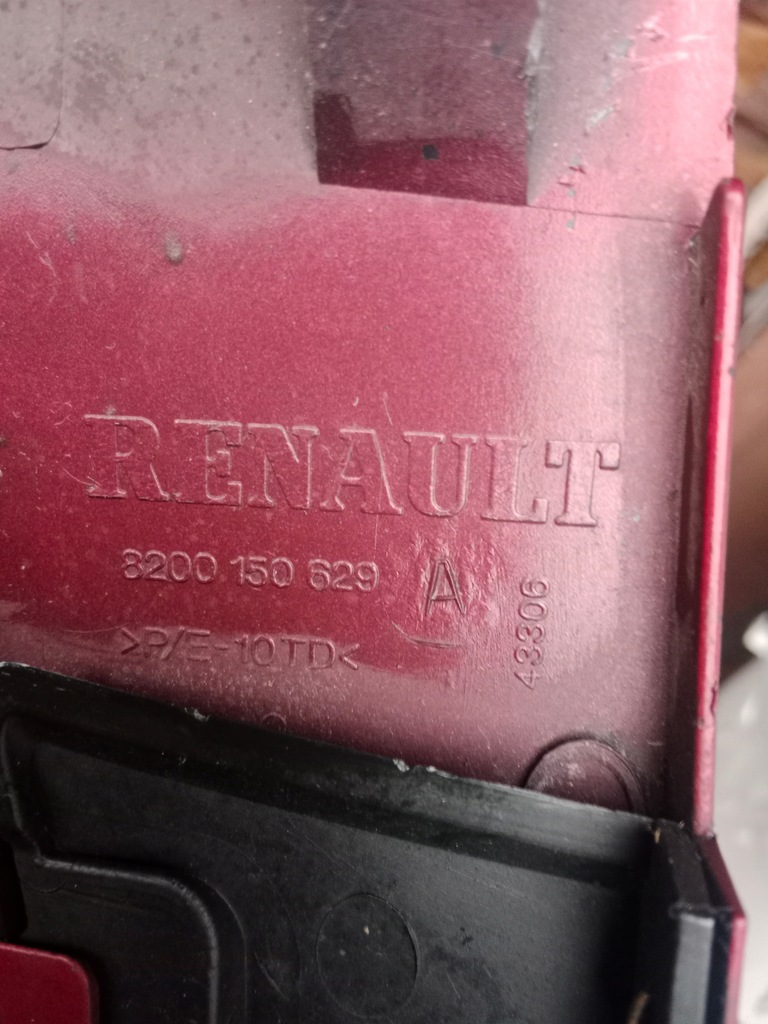 RENAULT
8200 150 629 A
>P/E-10TD<
43306